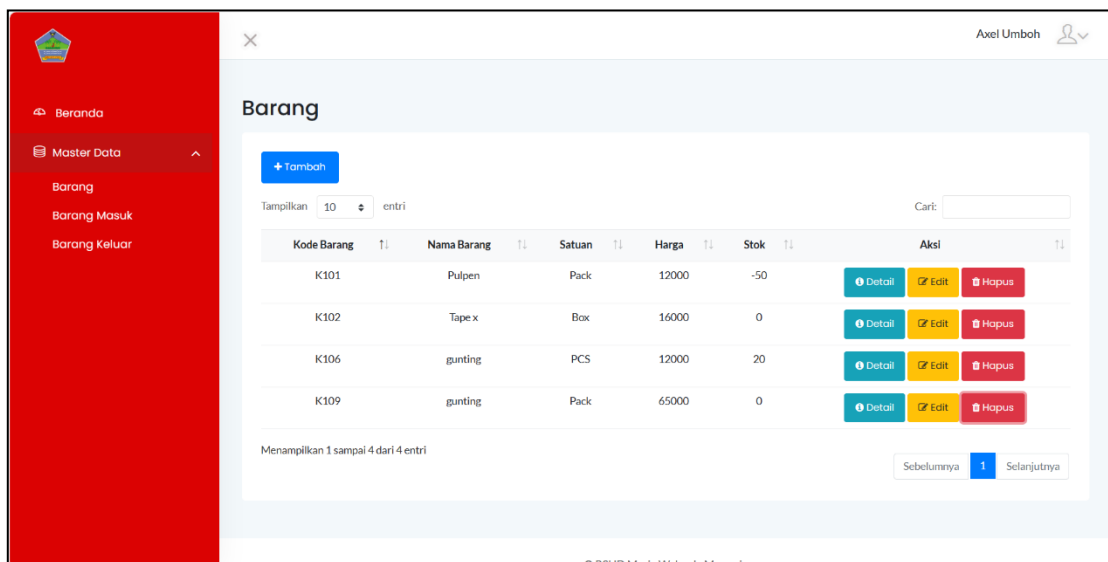 Axel Umboh
Beranda
Master Data
Barang
Barang Masuk
Barang Keluar
Barang
+ Tambah
Tampilkan 10 entri
Cari:
Kode Barang Nama Barang Satuan Harga Stok Aksi
K101 Pulpen Pack 12000 -50 Detail Edit Hapus
K102 Tape x Box 16000 0 Detail Edit Hapus
K106 gunting PCS 12000 20 Detail Edit Hapus
K109 gunting Pack 65000 0 Detail Edit Hapus
Menampilkan 1 sampai 4 dari 4 entri
Sebelumnya 1 Selanjutnya